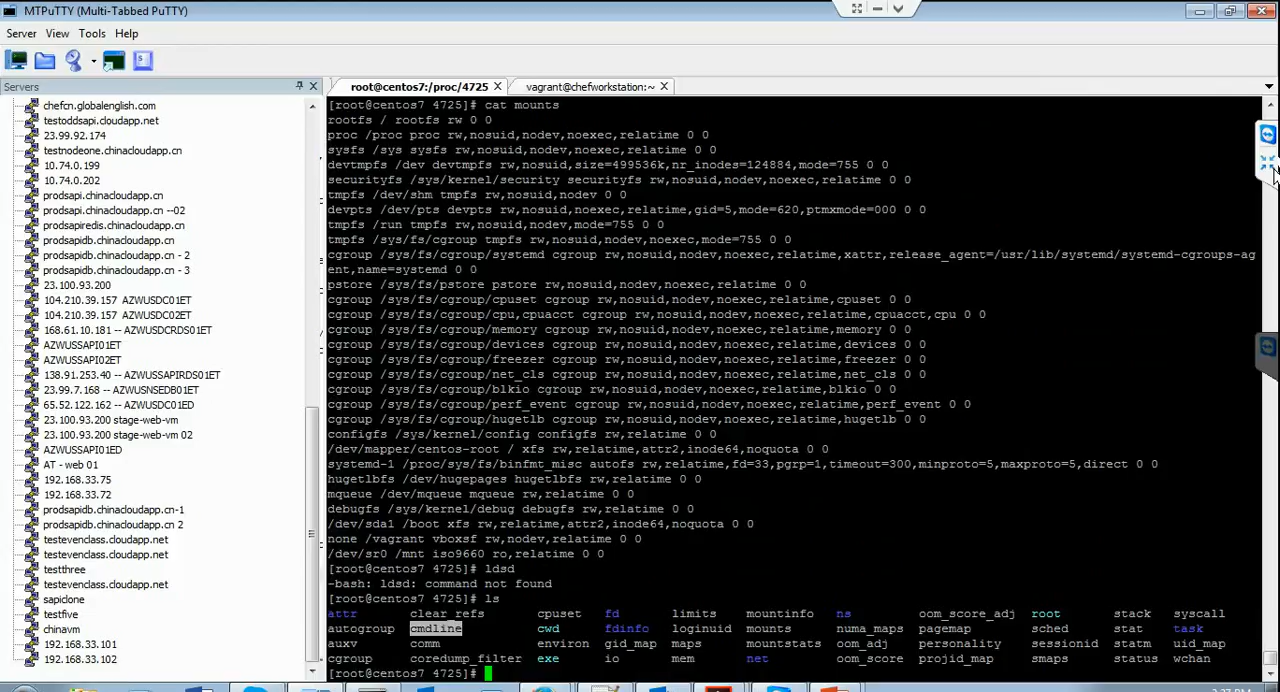 MTPuTTY (Multi-Tabbed PuTTY)
Server View Tools Help
Servers
root@centos7:/proc/4725
vagrant@chefworkstation:~
chefcn.globalenglish.com
testoddsapi.cloudapp.net
23.99.92.174
testnodeone.chinacloudapp.cn
10.74.0.199
10.74.0.202
prodsapi.chinacloudapp.cn
prodsapi.chinacloudapp.cn --02
prodsapiredis.chinacloudapp.cn
prodsapidb.chinacloudapp.cn
prodsapidb.chinacloudapp.cn - 2
prodsapidb.chinacloudapp.cn - 3
23.100.93.200
104.210.39.157 AZWUSDC01ET
104.210.39.157 AZWUSDC02ET
168.61.10.181 -- AZWUSDCRDS01ET
AZWUSSAPI01ET
AZWUSSAPI02ET
138.91.253.40 -- AZWUSSAPIRDS01ET
23.99.7.168 -- AZWUSNSEDB01ET
65.52.122.162 -- AZWUSDC01ED
23.100.93.200 stage-web-vm
23.100.93.200 stage-web-vm 02
AZWUSSAPI01ED
AT - web 01
192.168.33.75
192.168.33.72
prodsapidb.chinacloudapp.cn-1
prodsapidb.chinacloudapp.cn 2
testevenclass.cloudapp.net
testevenclass.cloudapp.net
testthree
testevenclass.cloudapp.net
sapiclone
testfive
chinavm
192.168.33.101
192.168.33.102
[root@centos7 4725]# cat mounts
rootfs / rootfs rw 0 0
proc /proc proc rw,nosuid,nodev,noexec,relatime 0 0
sysfs /sys sysfs rw,nosuid,nodev,noexec,relatime 0 0
devtmpfs /dev devtmpfs rw,nosuid,size=499536k,nr_inodes=124884,mode=755 0 0
securityfs /sys/kernel/security securityfs rw,nosuid,nodev,noexec,relatime 0 0
tmpfs /dev/shm tmpfs rw,nosuid,nodev 0 0
devpts /dev/pts devpts rw,nosuid,noexec,relatime,gid=5,mode=620,ptmxmode=000 0 0
tmpfs /run tmpfs rw,nosuid,nodev,mode=755 0 0
tmpfs /sys/fs/cgroup tmpfs rw,nosuid,nodev,noexec,mode=755 0 0
cgroup /sys/fs/cgroup/systemd cgroup rw,nosuid,nodev,noexec,relatime,xattr,release_agent=/usr/lib/systemd/systemd-cgroups-ag
ent,name=systemd 0 0
pstore /sys/fs/pstore pstore rw,nosuid,nodev,noexec,relatime 0 0
cgroup /sys/fs/cgroup/cpuset cgroup rw,nosuid,nodev,noexec,relatime,cpuset 0 0
cgroup /sys/fs/cgroup/cpu,cpuacct cgroup rw,nosuid,nodev,noexec,relatime,cpuacct,cpu 0 0
cgroup /sys/fs/cgroup/memory cgroup rw,nosuid,nodev,noexec,relatime,memory 0 0
cgroup /sys/fs/cgroup/devices cgroup rw,nosuid,nodev,noexec,relatime,devices 0 0
cgroup /sys/fs/cgroup/freezer cgroup rw,nosuid,nodev,noexec,relatime,freezer 0 0
cgroup /sys/fs/cgroup/net_cls cgroup rw,nosuid,nodev,noexec,relatime,net_cls 0 0
cgroup /sys/fs/cgroup/blkio cgroup rw,nosuid,nodev,noexec,relatime,blkio 0 0
cgroup /sys/fs/cgroup/perf_event cgroup rw,nosuid,nodev,noexec,relatime,perf_event 0 0
cgroup /sys/fs/cgroup/hugetlb cgroup rw,nosuid,nodev,noexec,relatime,hugetlb 0 0
configfs /sys/kernel/config configfs rw,relatime 0 0
/dev/mapper/centos-root / xfs rw,relatime,attr2,inode64,noquota 0 0
systemd-1 /proc/sys/fs/binfmt_misc autofs rw,relatime,fd=33,pgrp=1,timeout=300,minproto=5,maxproto=5,direct 0 0
hugetlbfs /dev/hugepages hugetlbfs rw,relatime 0 0
mqueue /dev/mqueue mqueue rw,relatime 0 0
debugfs /sys/kernel/debug debugfs rw,relatime 0 0
/dev/sda1 /boot xfs rw,relatime,attr2,inode64,noquota 0 0
none /vagrant vboxsf rw,nodev,relatime 0 0
/dev/sr0 /mnt iso9660 ro,relatime 0 0
[root@centos7 4725]# ldsd
-bash: ldsd: command not found
[root@centos7 4725]# ls
attr clear_refs cpuset fd limits mountinfo ns oom_score_adj root stack syscall
autogroup cmdline cwd fdinfo loginuid mounts numa_maps pagemap sched stat task
auxv comm environ gid_map maps mountstats oom_adj personality sessionid statm uid_map
cgroup coredump_filter exe io mem net oom_score projid_map smaps status wchan
[root@centos7 4725]#